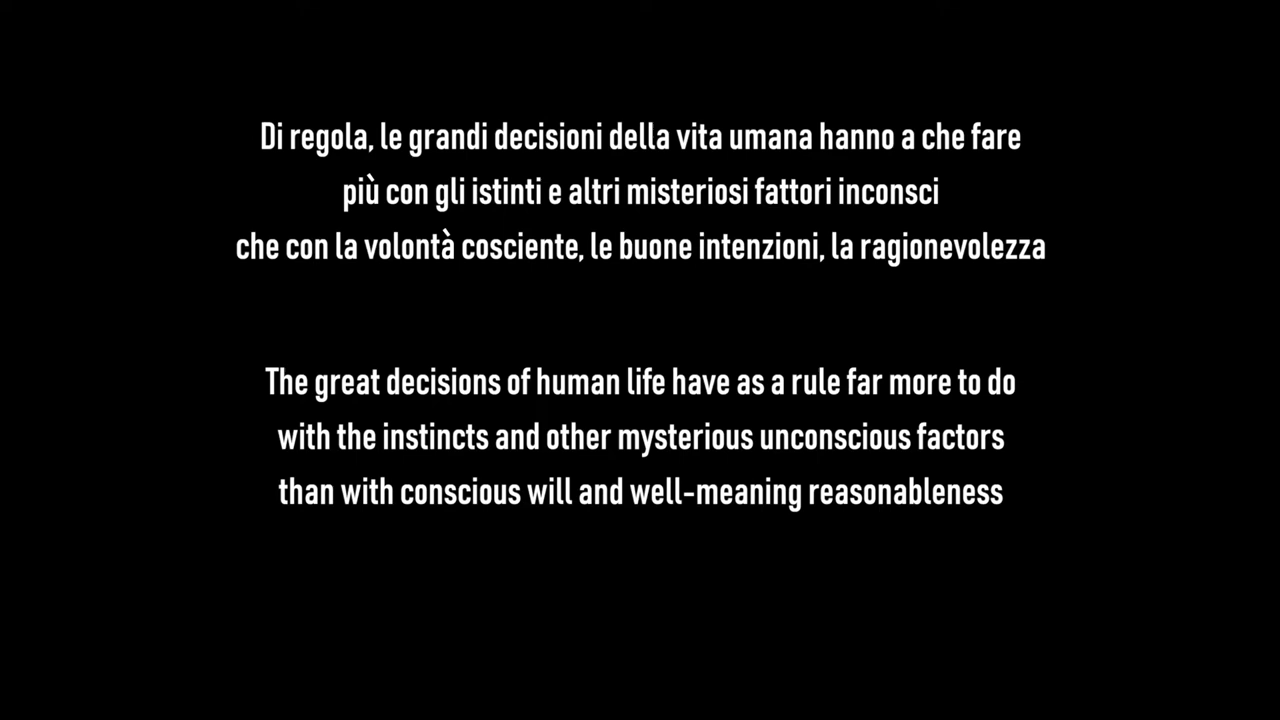 Di regola, le grandi decisioni della vita umana hanno a che fare
più con gli istinti e altri misteriosi fattori inconsci
che con la volontà cosciente, le buone intenzioni, la ragionevolezza
The great decisions of human life have as a rule far more to do
with the instincts and other mysterious unconscious factors
than with conscious will and well-meaning reasonableness